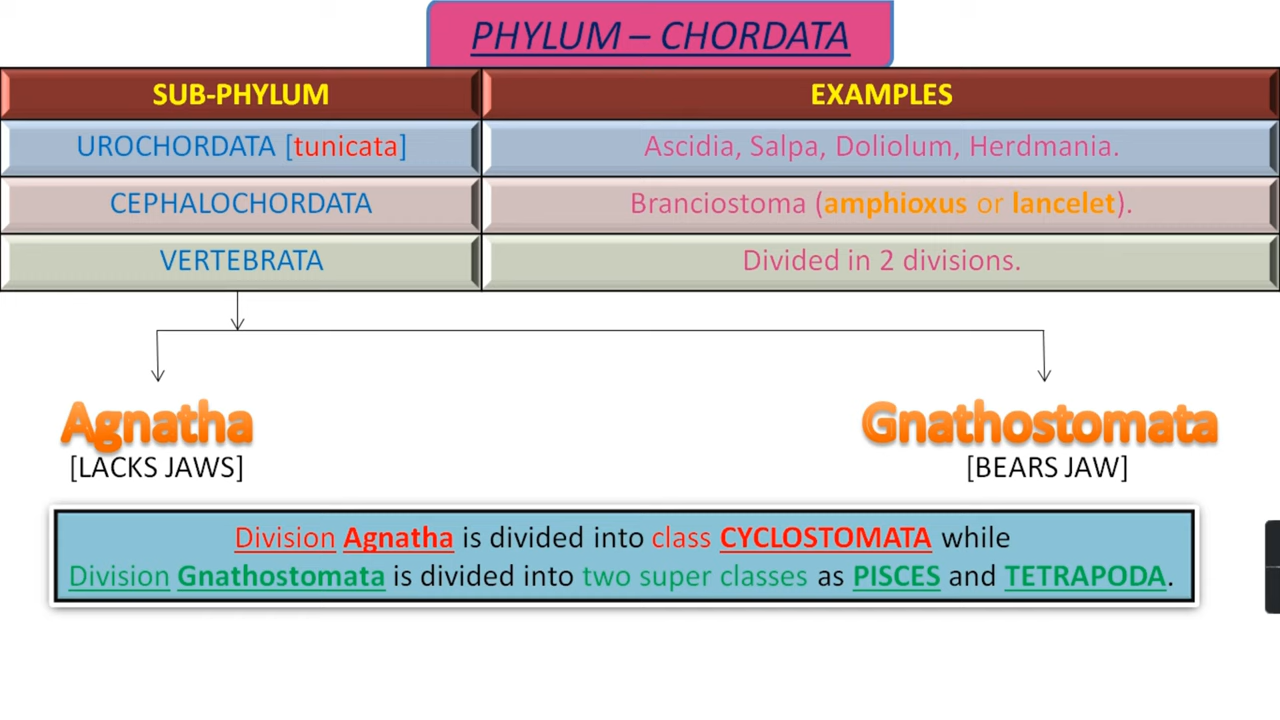 PHYLUM – CHORDATA
SUB-PHYLUM
EXAMPLES
UROCHORDATA [tunicata]
Ascidia, Salpa, Doliolum, Herdmania.
CEPHALOCHORDATA
Branciostoma (amphioxus or lancelet).
VERTEBRATA
Divided in 2 divisions.
Agnatha
[LACKS JAWS]
Gnathostomata
[BEARS JAW]
Division Agnatha is divided into class CYCLOSTOMATA while
Division Gnathostomata is divided into two super classes as PISCES and TETRAPODA.